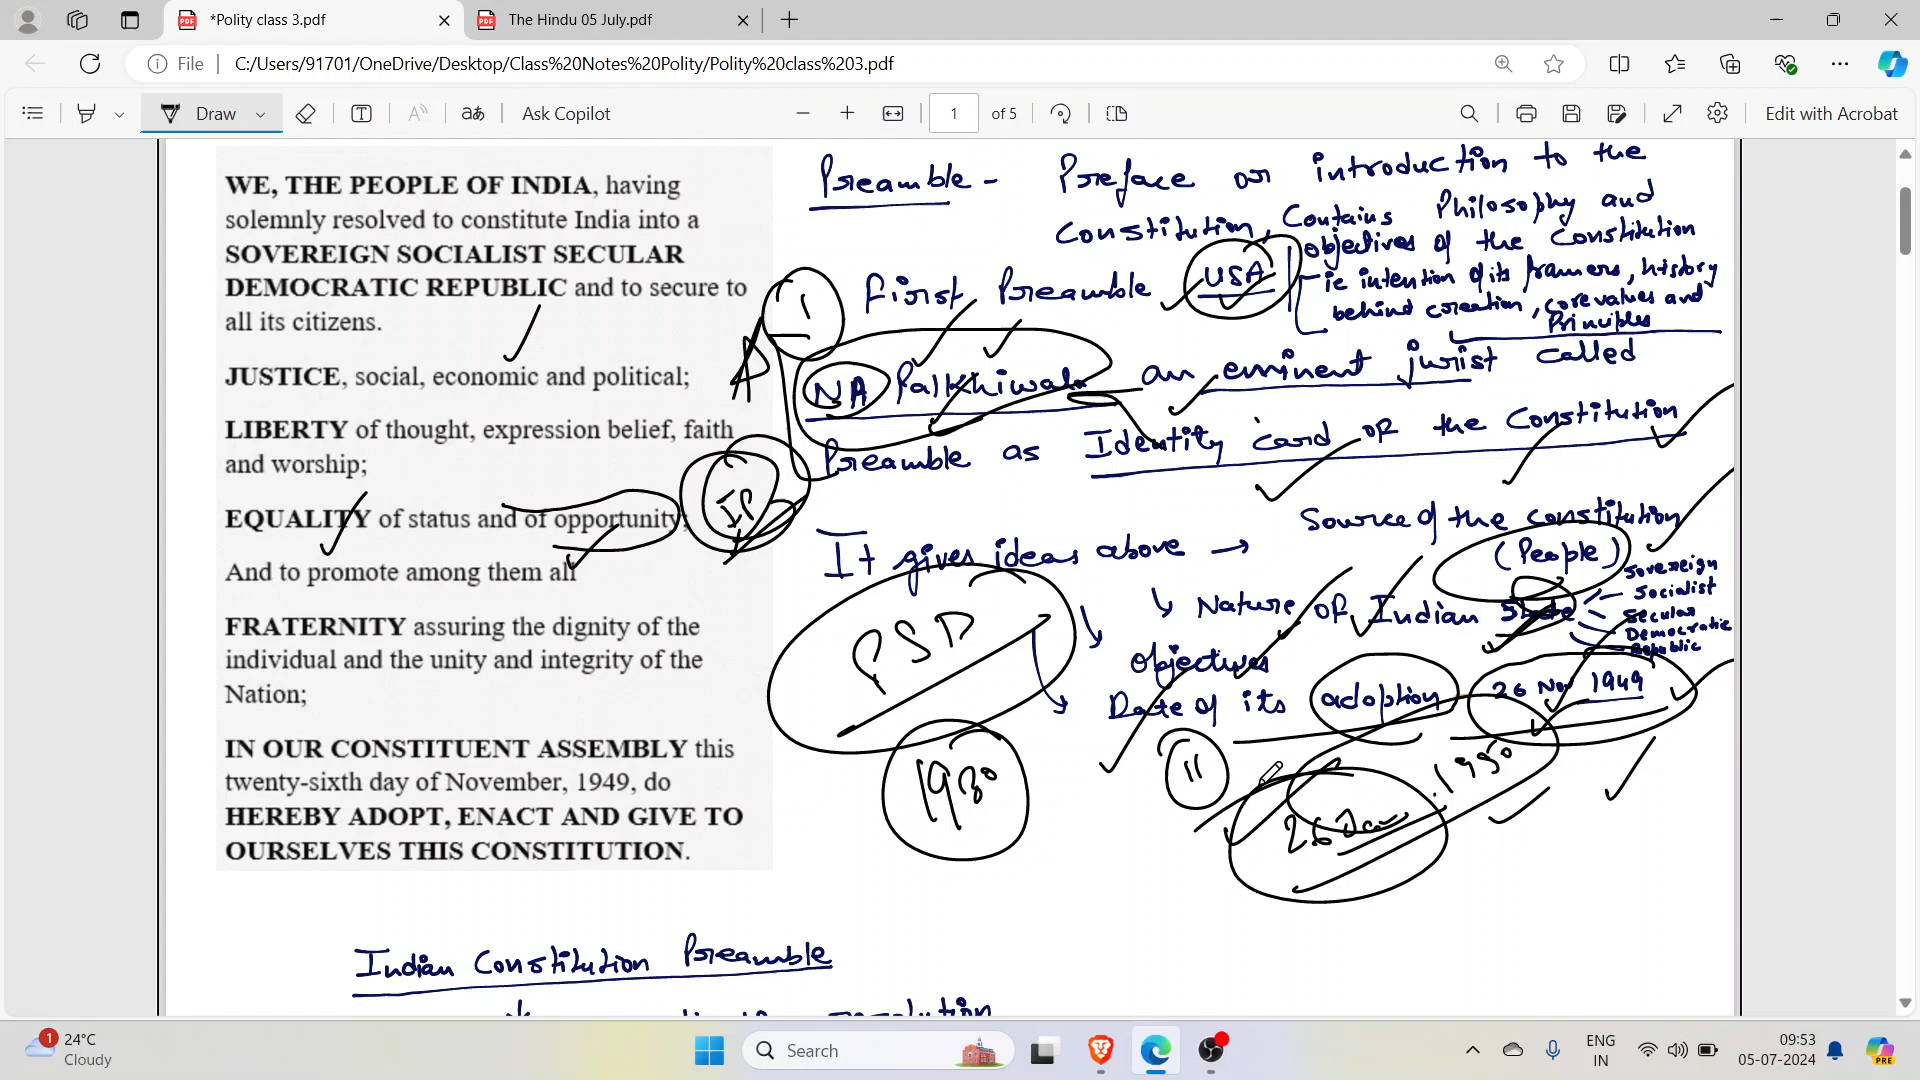 *Polity class 3.pdf
The Hindu 05 July.pdf
File
C:/Users/91701/OneDrive/Desktop/Class%20Notes%20Polity/Polity%20class%203.pdf
Draw
aあ
Ask Copilot
1 of 5
Edit with Acrobat
WE, THE PEOPLE OF INDIA, having
solemnly resolved to constitute India into a
SOVEREIGN SOCIALIST SECULAR
DEMOCRATIC REPUBLIC and to secure to
all its citizens.
JUSTICE, social, economic and political;
LIBERTY of thought, expression belief, faith
and worship;
EQUALITY of status and of opportunity;
And to promote among them all
FRATERNITY assuring the dignity of the
individual and the unity and integrity of the
Nation;
IN OUR CONSTITUENT ASSEMBLY this
twenty-sixth day of November, 1949, do
HEREBY ADOPT, ENACT AND GIVE TO
OURSELVES THIS CONSTITUTION.
Preamble - Preface or introduction to the
Constitution, Contains Philosophy and
objectives of the Constitution
ie intention of its framers, history
behind creation, core values and
Principles
First Preamble USA
NA Palkhiwala an eminent jurist called
Preamble as Identity card of the Constitution
It gives ideas above → Source of the constitution
(People)
Nature of Indian State
Sovereign
Socialist
Secular
Democratic
Republic
Objectives
Date of its adoption 26 Nov 1949
PSD
1930
11
26 1950
Indian Constitution Preamble
1
24°C
Cloudy
Search
ENG
IN
09:53
05-07-2024
PRE